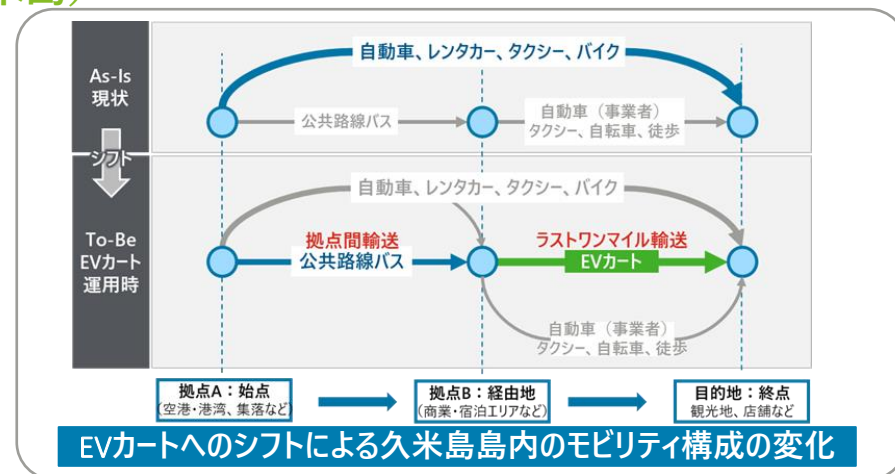 As-Is
現状
自動車、レンタカー、タクシー、バイク
公共路線バス
自動車（事業者）
タクシー、自転車、徒歩
シフト
To-Be
EVカート
運用時
自動車、レンタカー、タクシー、バイク
拠点間輸送
公共路線バス
ラストワンマイル輸送
EVカート
自動車（事業者）
タクシー、自転車、徒歩
拠点A：始点
(空港・港湾、集落など)
拠点B：経由地
(商業・宿泊エリアなど)
目的地：終点
観光地、店舗など
EVカートへのシフトによる久米島島内のモビリティ構成の変化